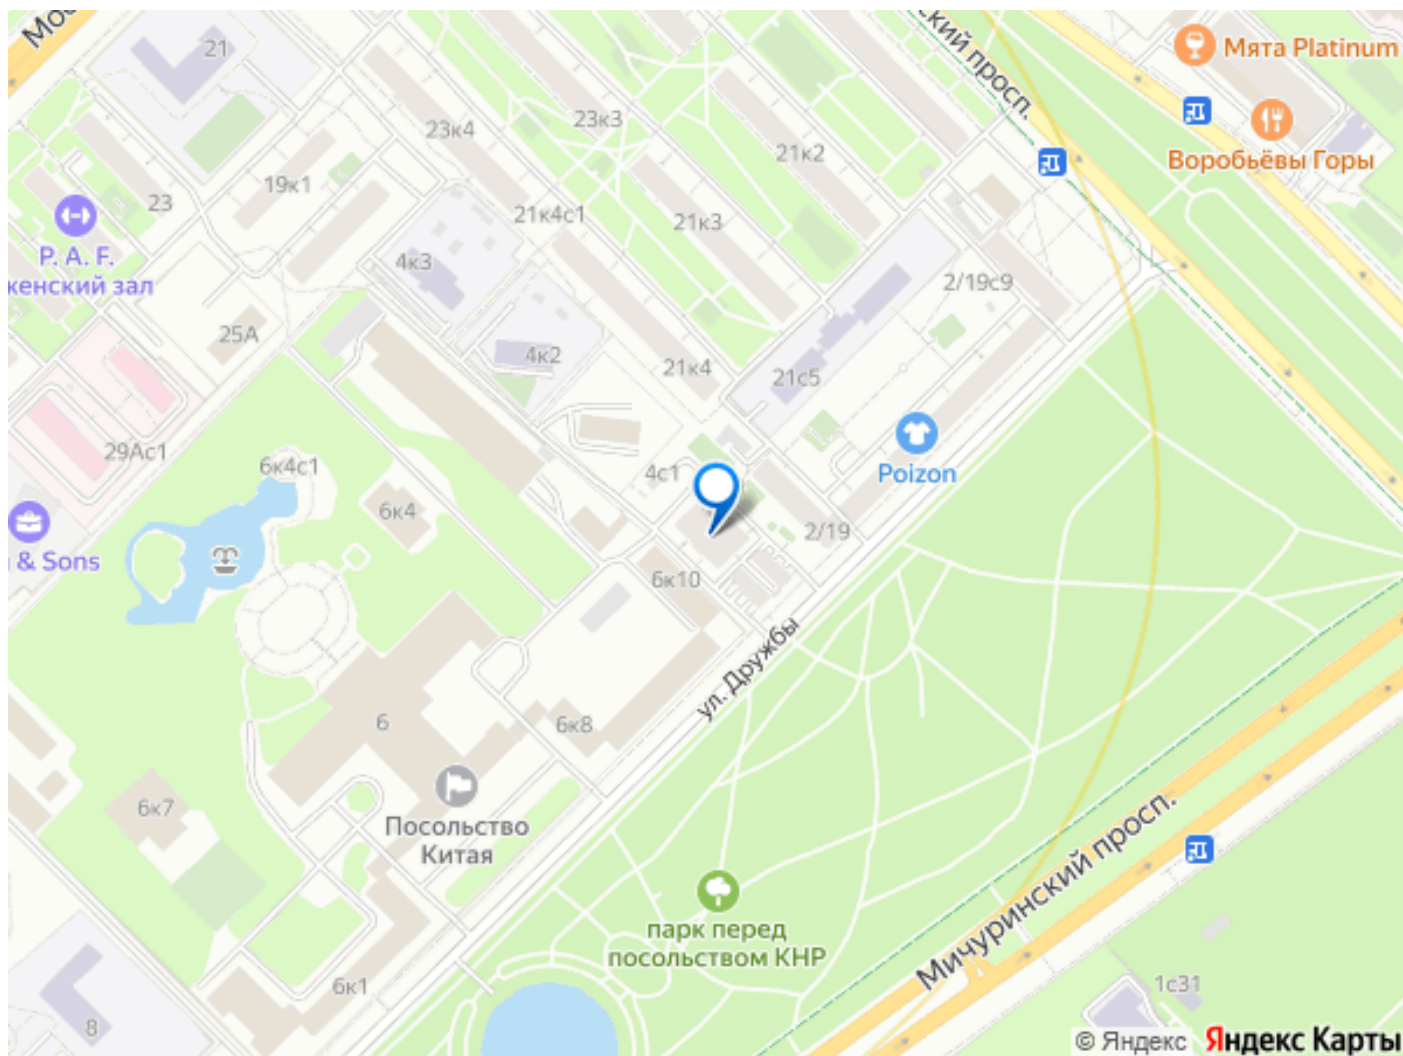 Мос
21
ский просп.
Мята Platinum
Воробьёвы Горы
23к4
23к3
21к2
19к1
23
21к4с1
21к3
P. A. F.
кенский зал
4к3
2/19с9
25А
4к2
21к4
21с5
Poizon
29Ас1
6к4с1
4с1
6к4
2/19
& Sons
6к10
ул. Дружбы
6
6к8
6к7
Посольство
Китая
Мичуринский просп.
парк перед
посольством КНР
6к1
8
1с31
© Яндекс Яндекс Карты